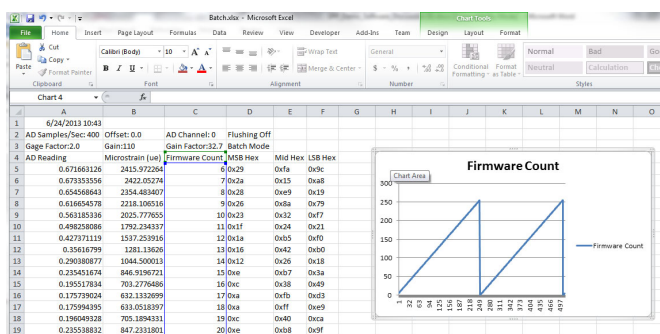 Batch.xlsx - Microsoft Excel
Chart Tools
File Home Insert Page Layout Formulas Data Review View Developer Add-Ins Team Design Layout Format
Cut
Calibri (Body) 10 A A Wrap Text General Normal Bad Go
Copy
Paste Format Painter B I U A Merge & Center $ % , Conditional Formatting Format as Table Neutral Calculation Ch
Clipboard Font Alignment Number Styles
Chart 4 fx
A B C D E F G H I J K L M N O
1 6/24/2013 10:43
2 AD Samples/Sec: 400 Offset: 0.0 AD Channel: 0 Flushing Off
3 Gage Factor:2.0 Gain:110 Gain Factor:32.7 Batch Mode
4 AD Reading Microstrain (ue) Firmware Count MSB Hex Mid Hex LSB Hex
5 0.671663126 2415.972264 6 0x29 0xfa 0x9c
6 0.673353556 2422.05274 7 0x2a 0x15 0xa8
7 0.654568643 2354.483407 8 0x28 0xe9 0x19
8 0.616654578 2218.106516 9 0x26 0x8a 0x79
9 0.563185336 2025.777655 10 0x23 0x32 0xf7
10 0.498258086 1792.234337 11 0x1f 0x24 0x21
11 0.427371119 1537.253916 12 0x1a 0xb5 0xf0
12 0.35616799 1281.13626 13 0x16 0x42 0xb0
13 0.290380877 1044.500013 14 0x12 0x26 0x18
14 0.235451674 846.9196721 15 0xe 0xb7 0x3a
15 0.195517834 703.2776486 16 0xc 0x38 0x49
16 0.175739024 632.1332699 17 0xa 0xfb 0xd3
17 0.175994395 633.0518397 18 0xa 0xff 0xe9
18 0.196049328 705.1894331 19 0xc 0x40 0xca
19 0.235538832 847.2331801 20 0xe 0xb8 0x9f
Firmware Count
Chart Area
300
250
200
150
100
50
0
Firmware Count
1 32 63 94 125 156 187 218 249 280 311 342 373 404 435 466 497